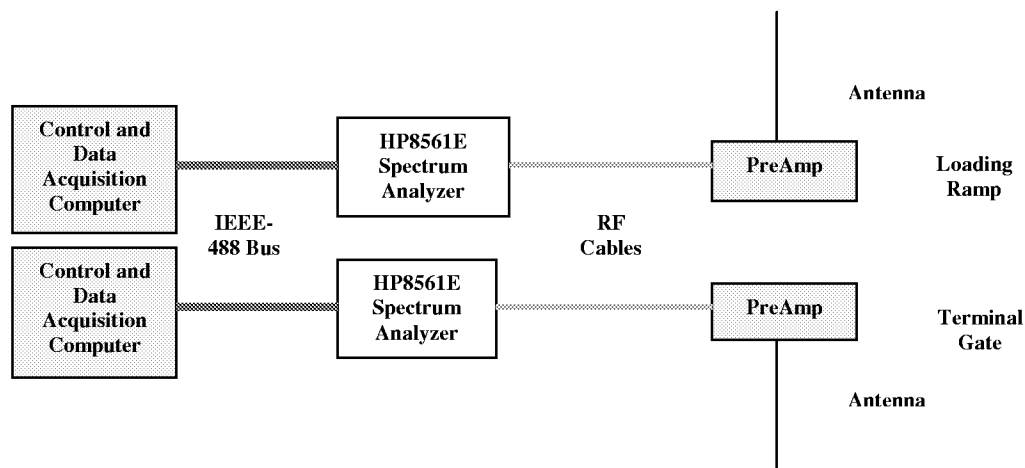 Antenna
Control and
Data
Acquisition
Computer
HP8561E
Spectrum
Analyzer
PreAmp
Loading
Ramp
IEEE-
488 Bus
RF
Cables
Control and
Data
Acquisition
Computer
HP8561E
Spectrum
Analyzer
PreAmp
Terminal
Gate
Antenna